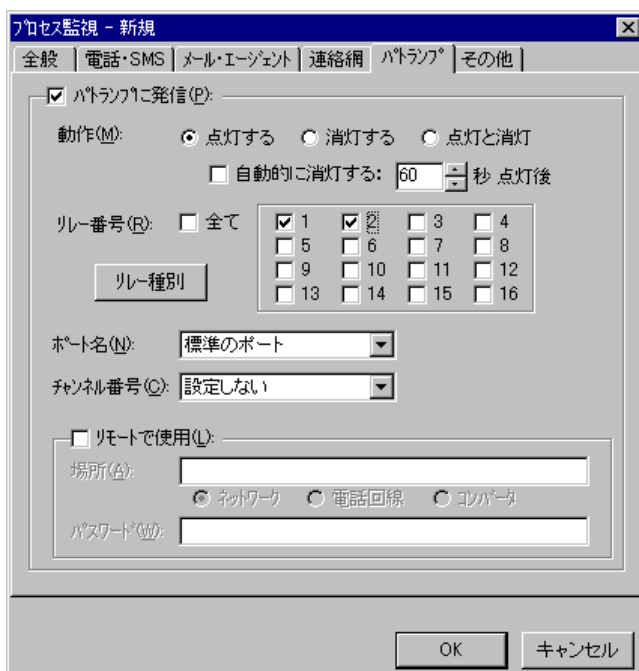 ﾌﾟﾛｾｽ監視 - 新規
全般 電話・SMS ﾒｰﾙ・ｴｰｼﾞｪﾝﾄ 連絡網 ﾊﾟﾄﾗﾝﾌﾟ その他
ﾊﾟﾄﾗﾝﾌﾟに発信(P):
動作(M): 点灯する 消灯する 点灯と消灯
自動的に消灯する: 60 秒 点灯後
ﾘﾚｰ番号(R): 全て 1 2 3 4
5 6 7 8
ﾘﾚｰ種別 9 10 11 12
13 14 15 16
ﾎﾟｰﾄ名(N): 標準のポート
ﾁｬﾝﾈﾙ番号(C): 設定しない
ﾘﾓｰﾄで使用(L):
場所(A):
ﾈｯﾄﾜｰｸ 電話回線 ｺﾝﾊﾞｰﾀ
ﾊﾟｽﾜｰﾄﾞ(W):
OK キャンセル